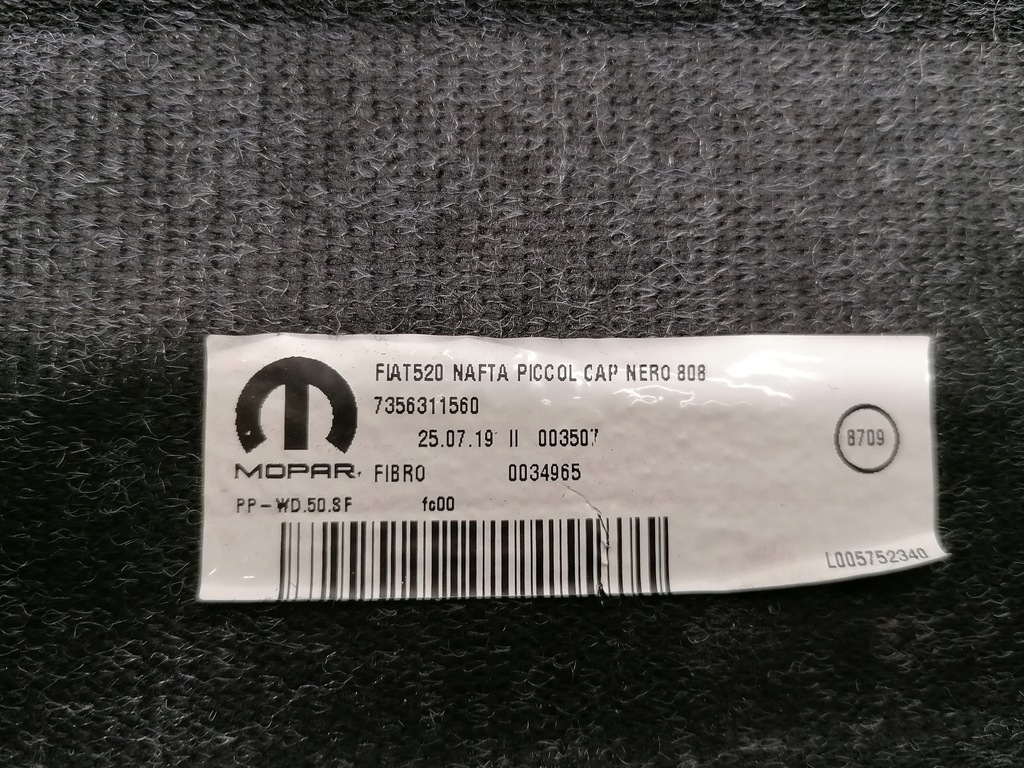 FIAT520 NAFTA PICCOL CAP NERO 808
7356311560
25.07.19 II 003507
8709
MOPAR
FIBRO 0034965
PP-WD.50.SF fc00
L005752340